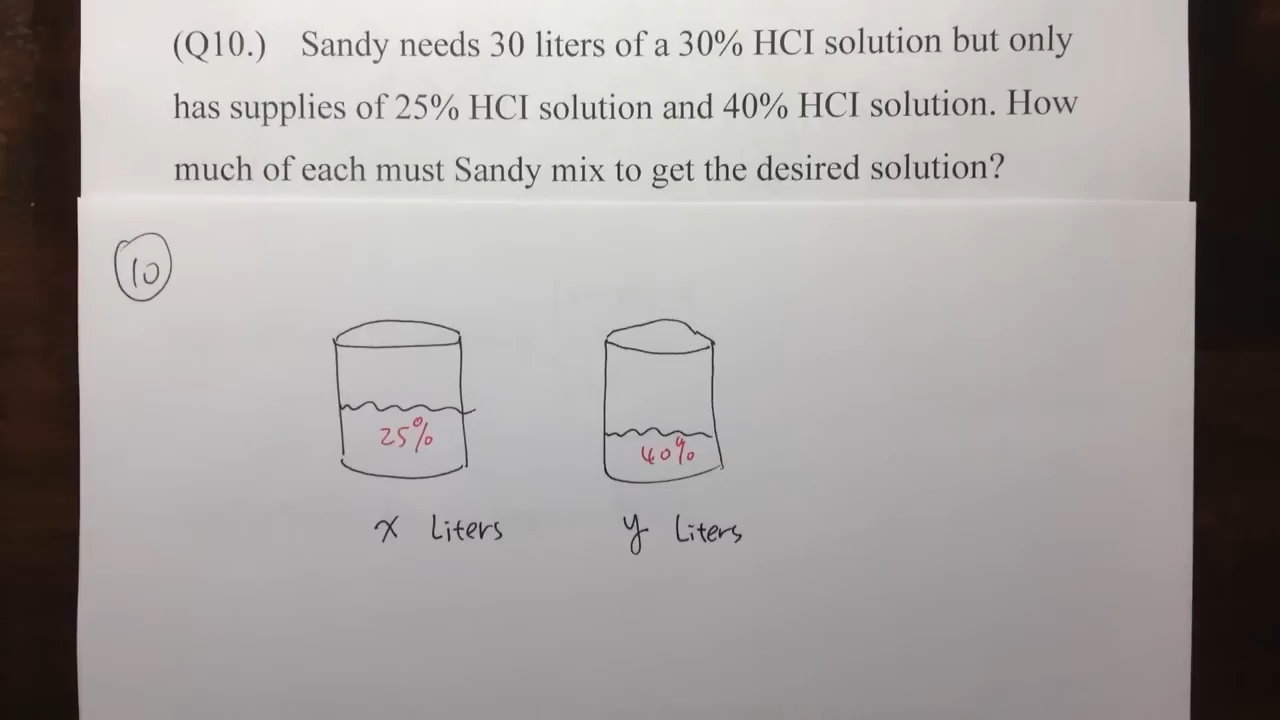 (Q10.) Sandy needs 30 liters of a 30% HCI solution but only
has supplies of 25% HCI solution and 40% HCI solution. How
much of each must Sandy mix to get the desired solution?
10
25%
40%
x Liters
y Liters